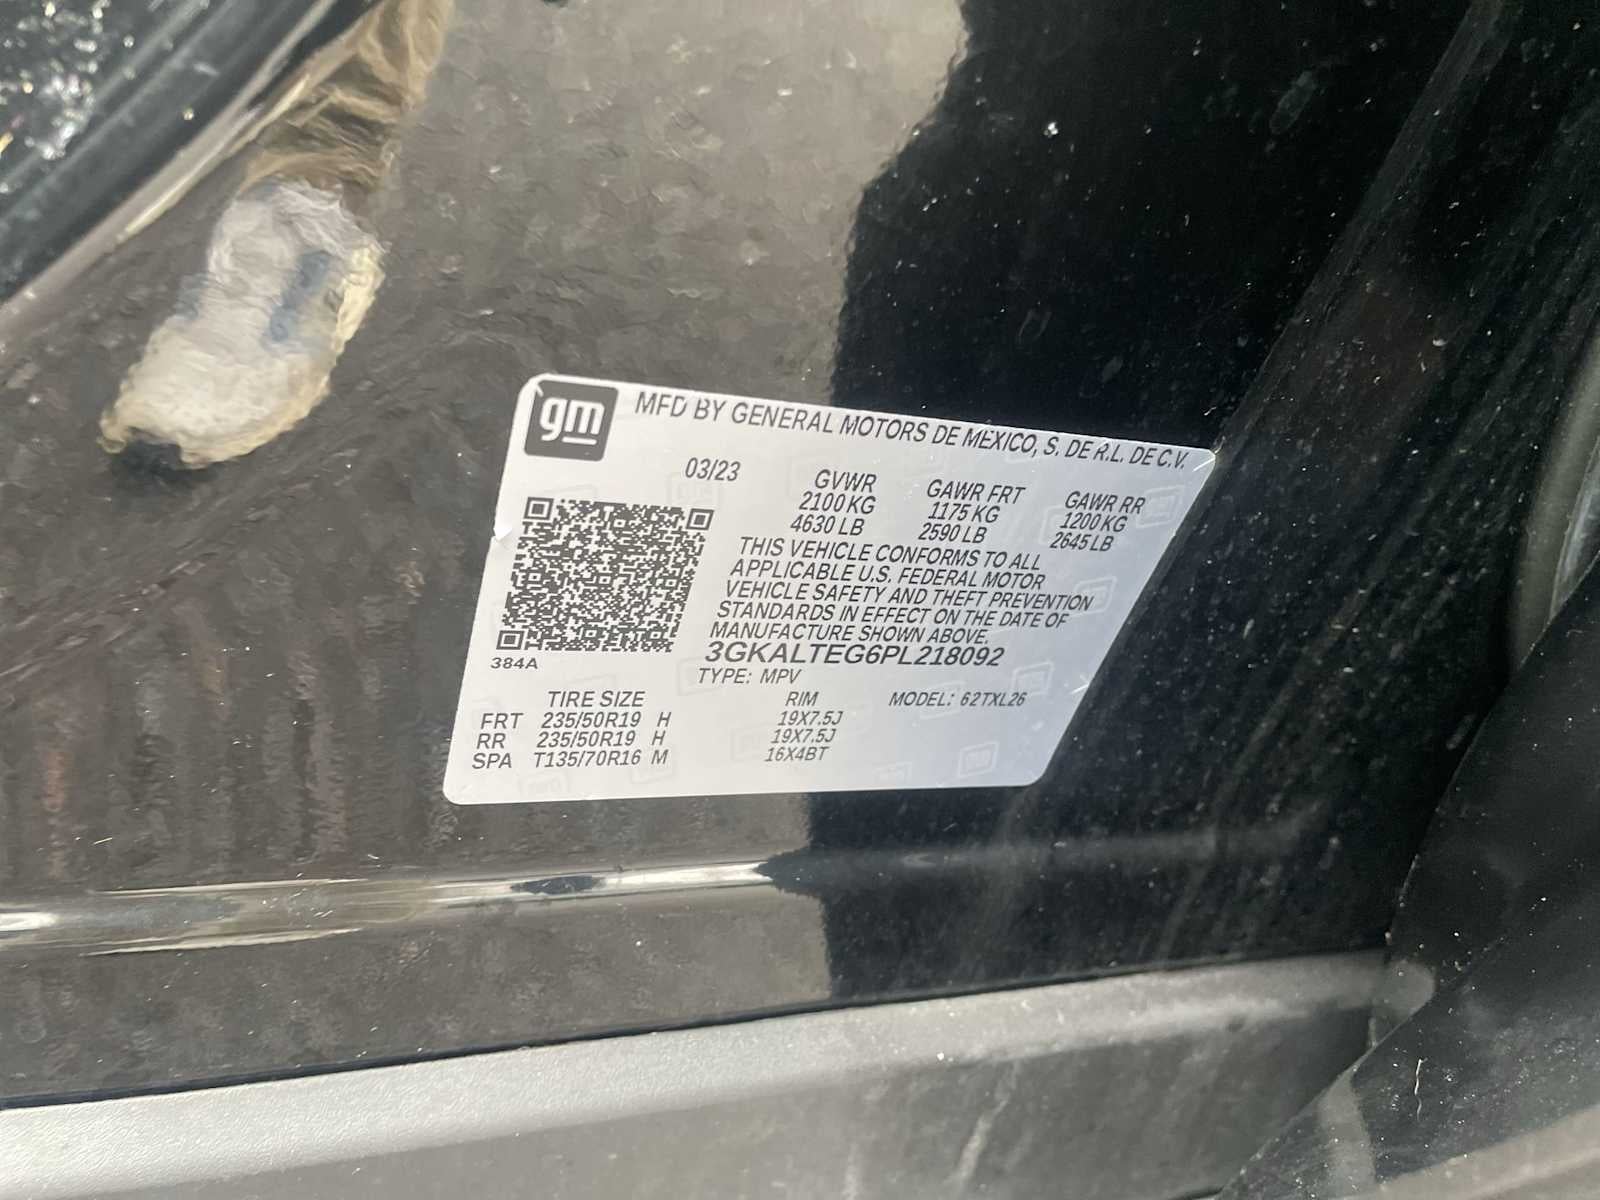 gm
MFD BY GENERAL MOTORS DE MEXICO, S. DE R.L. DE C.V.
03/23 GVWR GAWR FRT GAWR RR
2100 KG 1175 KG 1200 KG
4630 LB 2590 LB 2645 LB
THIS VEHICLE CONFORMS TO ALL
APPLICABLE U.S. FEDERAL MOTOR
VEHICLE SAFETY AND THEFT PREVENTION
STANDARDS IN EFFECT ON THE DATE OF
MANUFACTURE SHOWN ABOVE.
3GKALTEG6PL218092
384A
TYPE: MPV
TIRE SIZE RIM MODEL: 62TXL26
FRT 235/50R19 H 19X7.5J
RR 235/50R19 H 19X7.5J
SPA T135/70R16 M 16X4BT